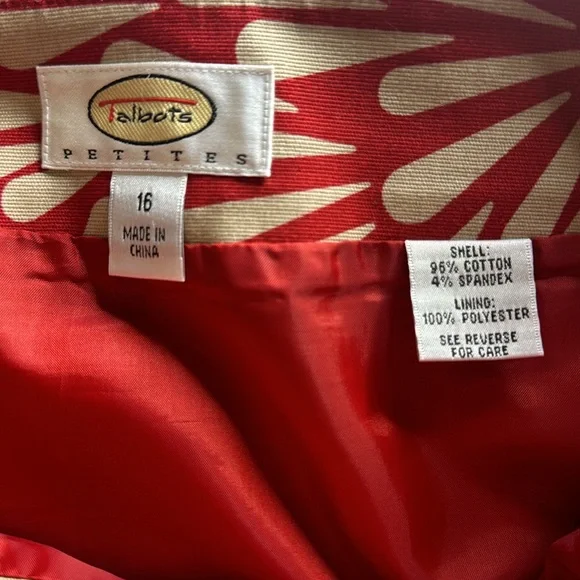 Talbots
PETITES
16
MADE IN
CHINA
SHELL:
96% COTTON
4% SPANDEX
LINING:
100% POLYESTER
SEE REVERSE
FOR CARE